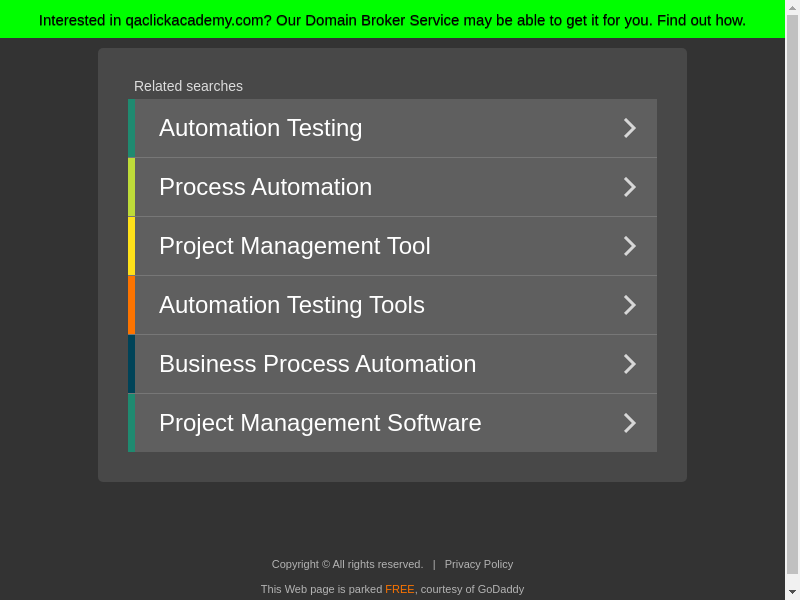 Interested in qaclickacademy.com? Our Domain Broker Service may be able to get it for you. Find out how.
Related searches
Automation Testing
Process Automation
Project Management Tool
Automation Testing Tools
Business Process Automation
Project Management Software
Copyright © All rights reserved. | Privacy Policy
This Web page is parked FREE, courtesy of GoDaddy